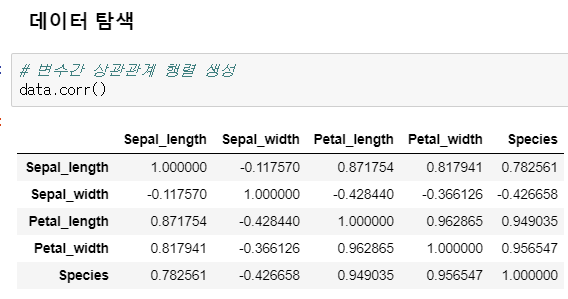 데이터 탐색
# 변수간 상관관계 행렬 생성
data.corr()
Sepal_length Sepal_width Petal_length Petal_width Species
Sepal_length 1.000000 -0.117570 0.871754 0.817941 0.782561
Sepal_width -0.117570 1.000000 -0.428440 -0.366126 -0.426658
Petal_length 0.871754 -0.428440 1.000000 0.962865 0.949035
Petal_width 0.817941 -0.366126 0.962865 1.000000 0.956547
Species 0.782561 -0.426658 0.949035 0.956547 1.000000